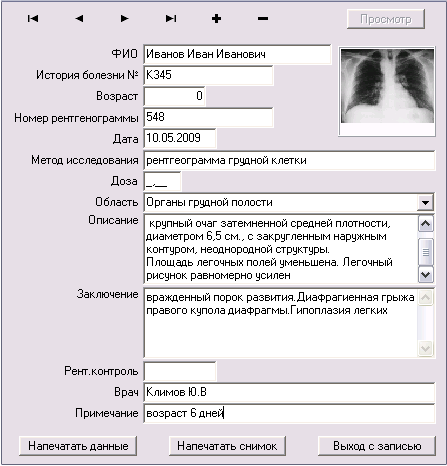 Просмотр
ФИО Иванов Иван Иванович
История болезни № К345
Возраст 0
Номер рентгенограммы 548
Дата 10.05.2009
Метод исследования рентгеограмма грудной клетки
Доза _,__
Область Органы грудной полости
Описание крупный очаг затемненной средней плотности,
диаметром 6,5 см., с закругленным наружным
контуром, неоднородной структуры.
Площадь легочных полей уменьшена. Легочный
рисунок равномерно усилен
Заключение вражденный порок развития.Диафрагиенная грыжа
правого купола диафрагмы.Гипоплазия легких
Рент.контроль
Врач Климов Ю.В
Примечание возраст 6 дней
Напечатать данные Напечатать снимок Выход с записью